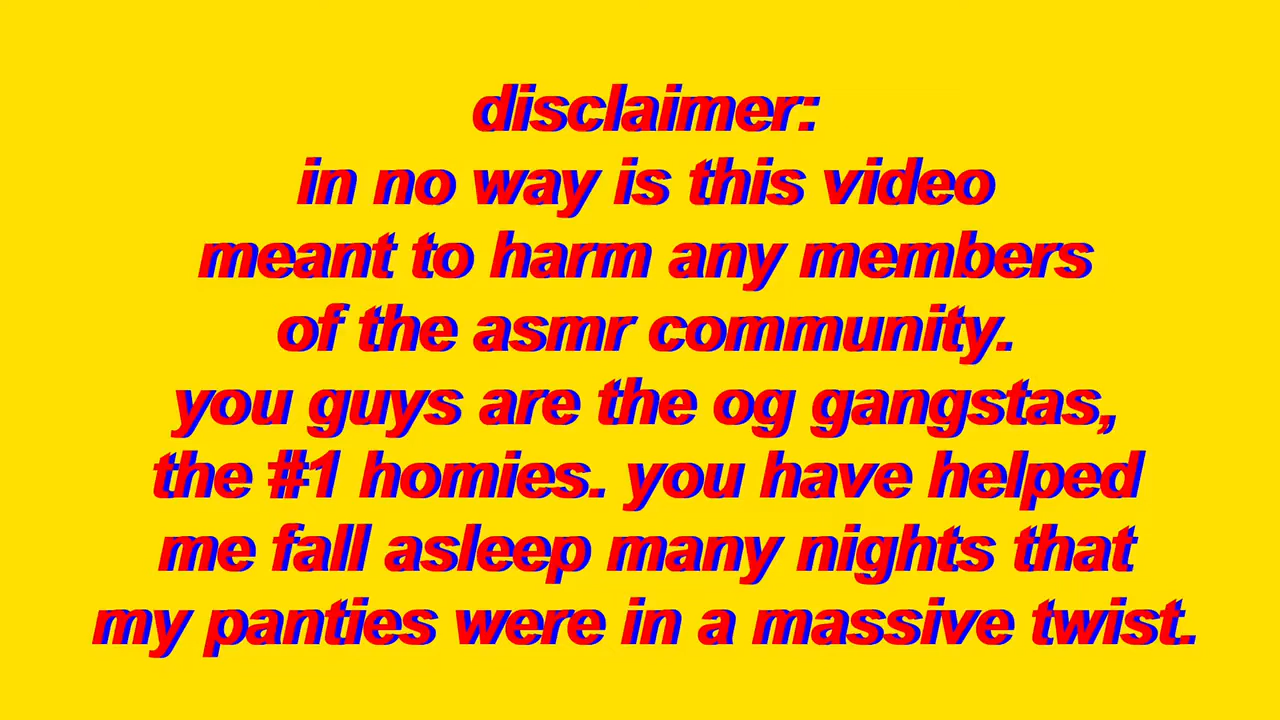 disclaimer:
in no way is this video
meant to harm any members
of the asmr community.
you guys are the og gangstas,
the #1 homies. you have helped
me fall asleep many nights that
my panties were in a massive twist.